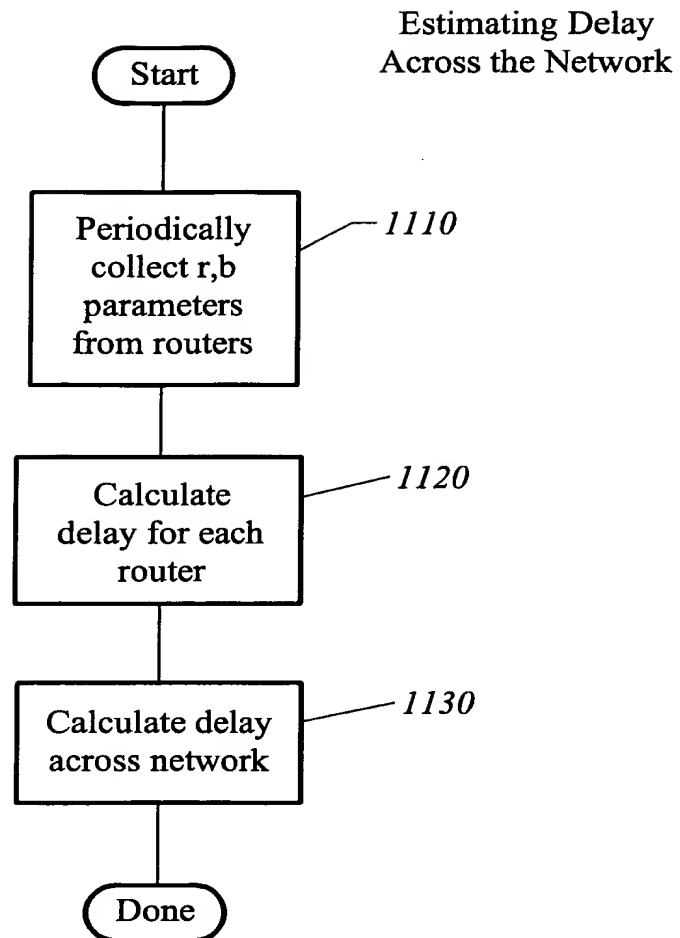 Estimating Delay
Across the Network
Start
Periodically
collect r,b
parameters
from routers
1110
Calculate
delay for each
router
1120
Calculate delay
across network
1130
Done